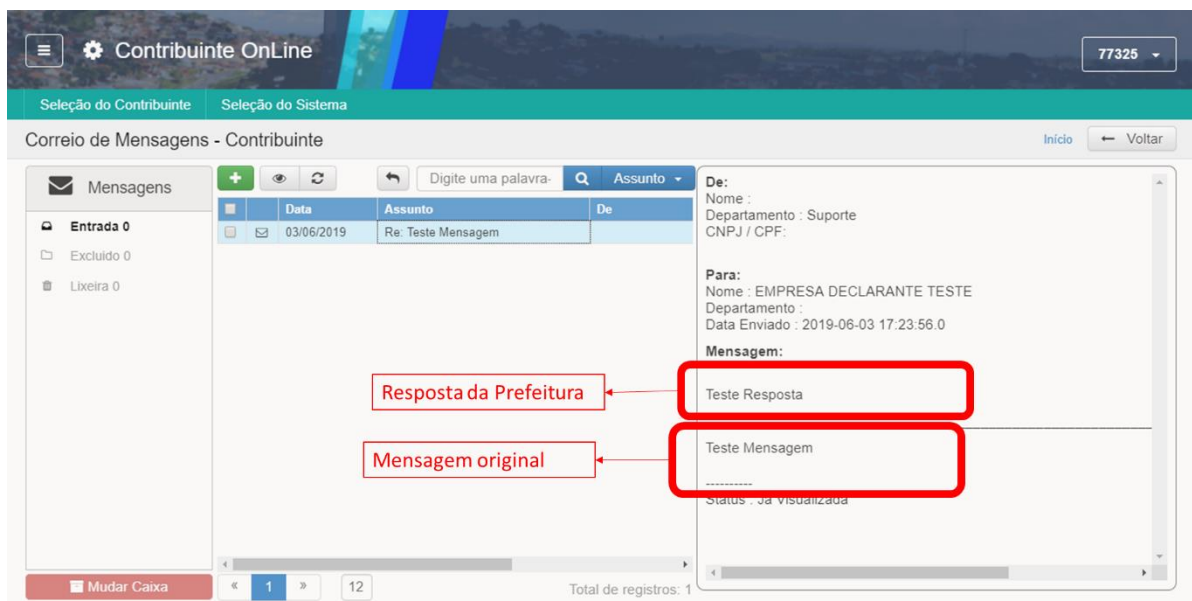 Contribuinte OnLine
77325
Seleção do Contribuinte Seleção do Sistema
Correio de Mensagens - Contribuinte
Início
Voltar
Mensagens
Entrada 0
Excluido 0
Lixeira 0
Mudar Caixa
Digite uma palavra-
Assunto
Data Assunto De
03/06/2019 Re: Teste Mensagem
Resposta da Prefeitura
Mensagem original
« 1 » 12
Total de registros: 1
De:
Nome :
Departamento : Suporte
CNPJ / CPF:
Para:
Nome : EMPRESA DECLARANTE TESTE
Departamento :
Data Enviado : 2019-06-03 17:23:56.0
Mensagem:
Teste Resposta
Teste Mensagem
----------
Status : Já Visualizada